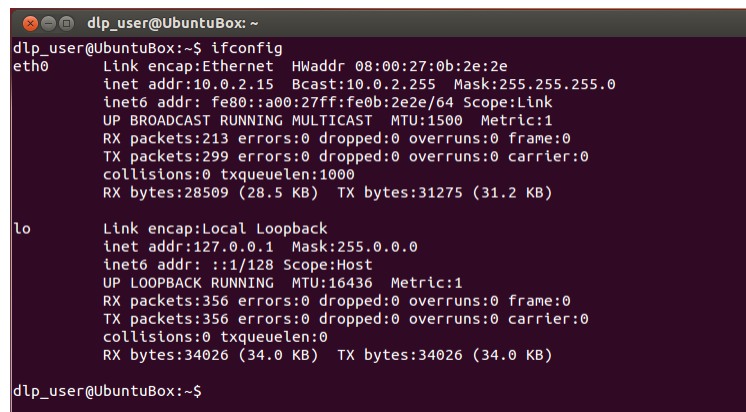 dlp_user@UbuntuBox: ~
dlp_user@UbuntuBox:~$ ifconfig
eth0      Link encap:Ethernet  HWaddr 08:00:27:0b:2e:2e
          inet addr:10.0.2.15  Bcast:10.0.2.255  Mask:255.255.255.0
          inet6 addr: fe80::a00:27ff:fe0b:2e2e/64 Scope:Link
          UP BROADCAST RUNNING MULTICAST  MTU:1500  Metric:1
          RX packets:213 errors:0 dropped:0 overruns:0 frame:0
          TX packets:299 errors:0 dropped:0 overruns:0 carrier:0
          collisions:0 txqueuelen:1000
          RX bytes:28509 (28.5 KB)  TX bytes:31275 (31.2 KB)

lo        Link encap:Local Loopback
          inet addr:127.0.0.1  Mask:255.0.0.0
          inet6 addr: ::1/128 Scope:Host
          UP LOOPBACK RUNNING  MTU:16436  Metric:1
          RX packets:356 errors:0 dropped:0 overruns:0 frame:0
          TX packets:356 errors:0 dropped:0 overruns:0 carrier:0
          collisions:0 txqueuelen:0
          RX bytes:34026 (34.0 KB)  TX bytes:34026 (34.0 KB)

dlp_user@UbuntuBox:~$